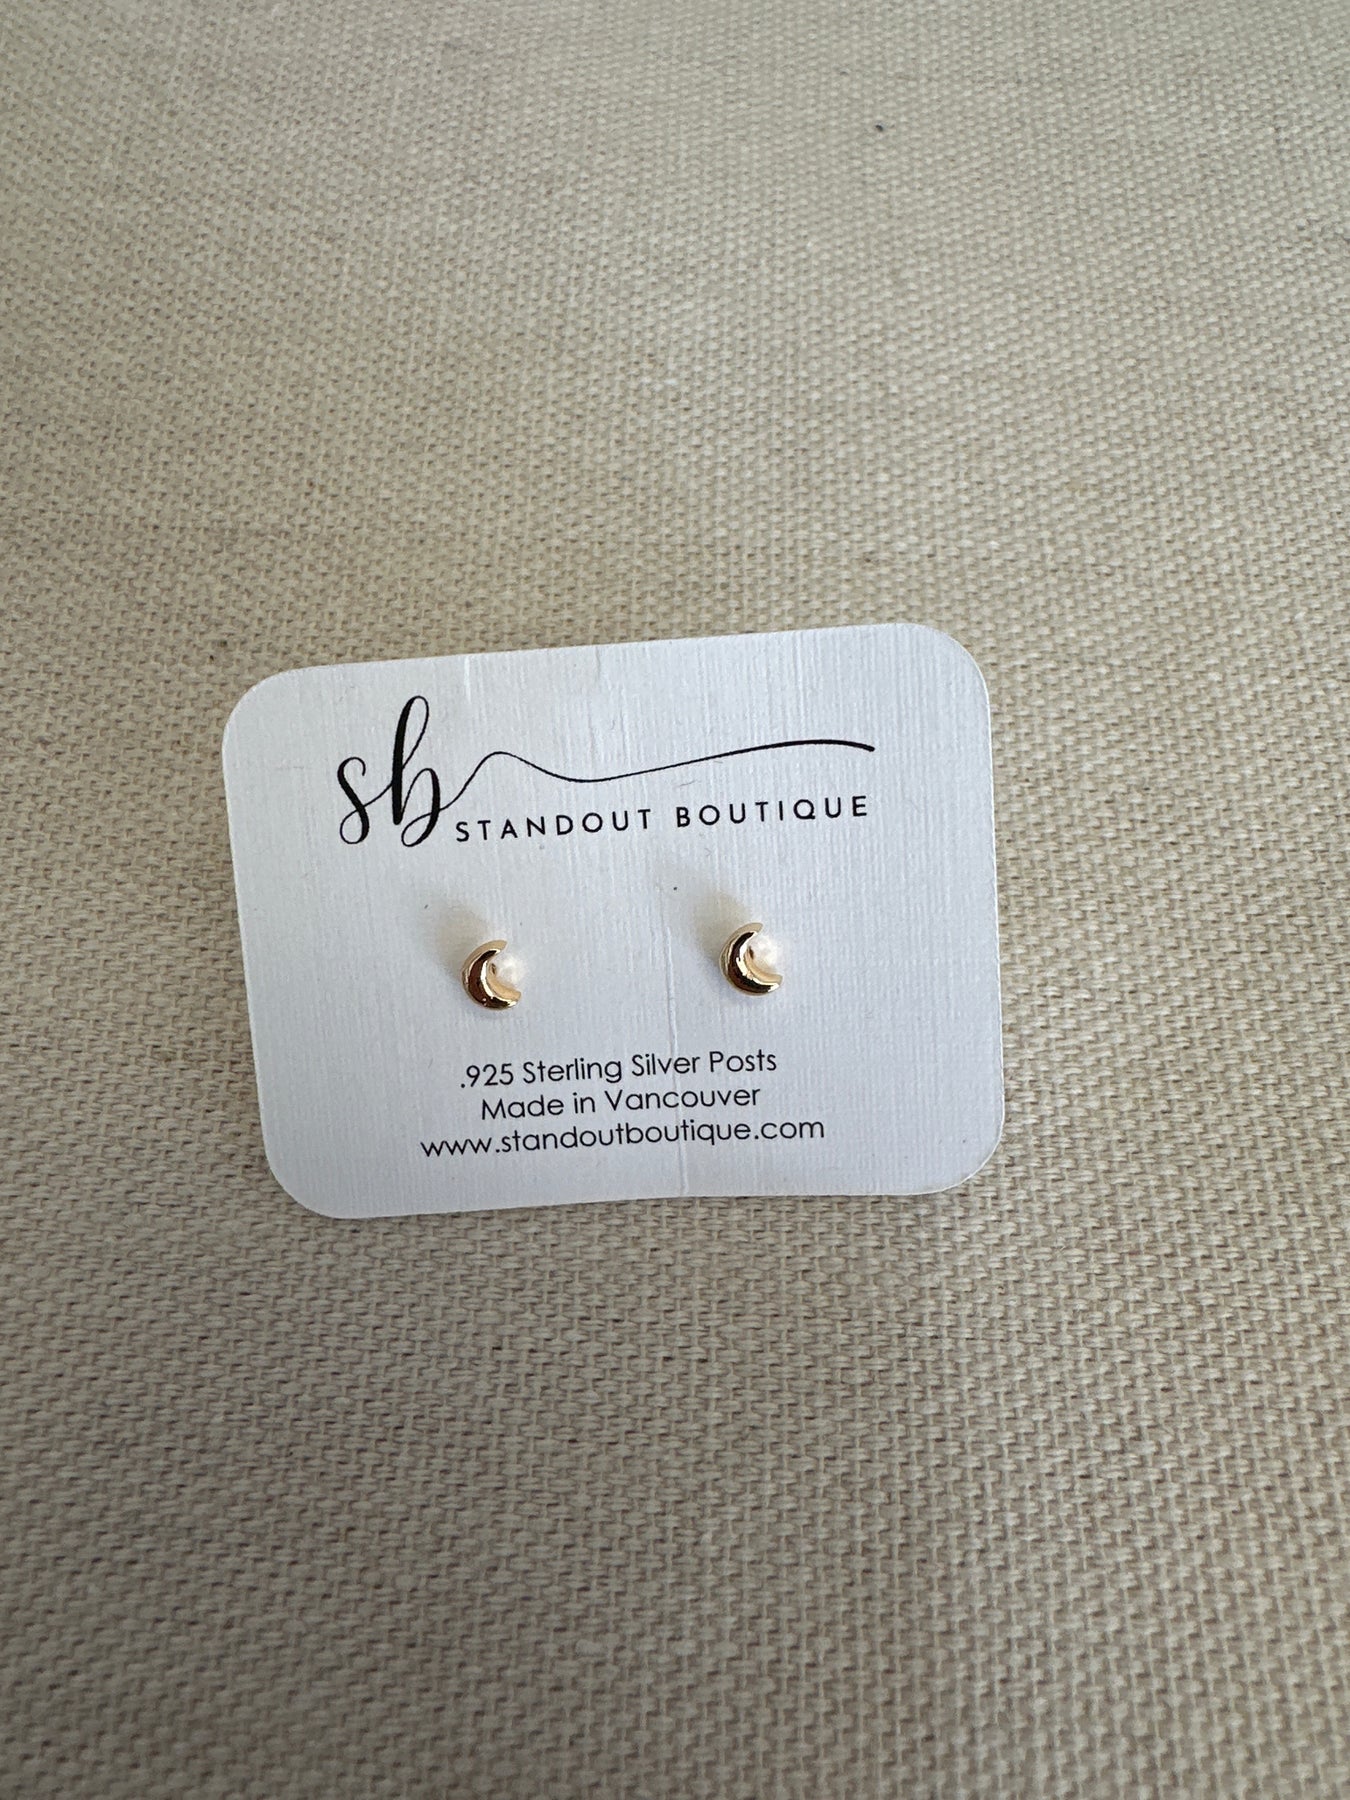 sb
STANDOUT BOUTIQUE
.925 Sterling Silver Posts
Made in Vancouver
www.standoutboutique.com